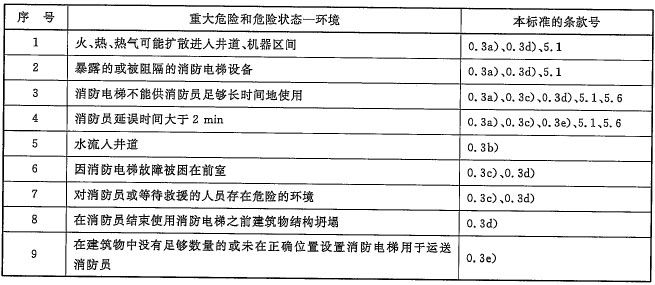 序 号 重大危险和危险状态—环境 本标准的条款号
1 火、热、热气可能扩散进人井道、机器区间 0.3a)、0.3d)、5.1
2 暴露的或被阻隔的消防电梯设备 0.3a)、0.3d)、5.1
3 消防电梯不能供消防员足够长时间地使用 0.3a)、0.3c)、0.3d)、5.1、5.6
4 消防员延误时间大于 2 min 0.3a)、0.3c)、0.3e)、5.1、5.6
5 水流人井道 0.3b)
6 因消防电梯故障被困在前室 0.3c)、0.3d)
7 对消防员或等待救援的人员存在危险的环境 0.3c)、0.3d)
8 在消防员结束使用消防电梯之前建筑物结构坍塌 0.3d)
9 在建筑物中没有足够数量的或未在正确位置设置消防电梯用于运送 0.3e)
消防员